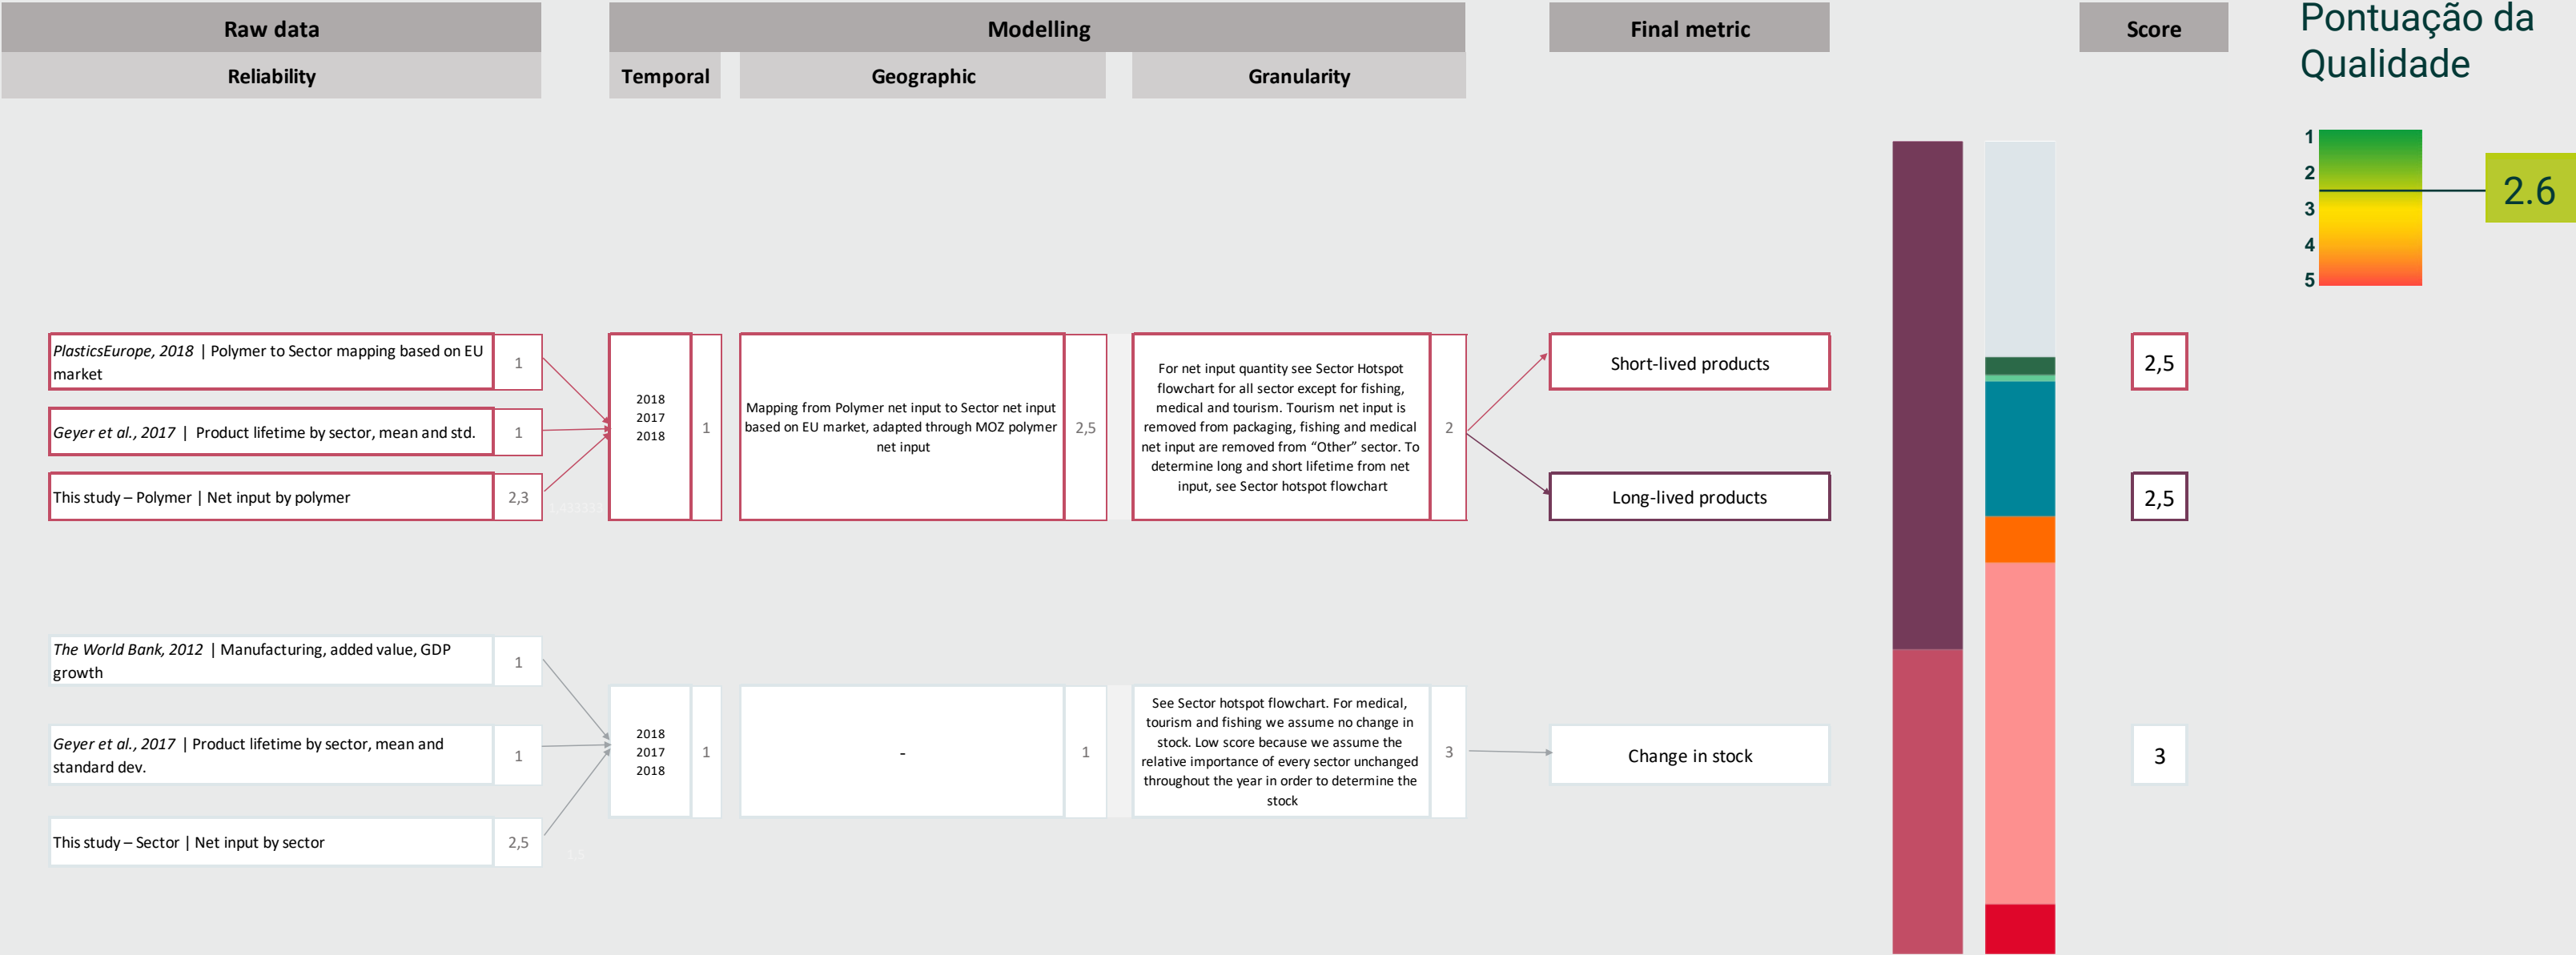 Raw data
Modelling
Final metric
Score
Pontuação da
Qualidade
Reliability
Temporal
Geographic
Granularity
1
2
3
4
5
2.6
PlasticsEurope, 2018 | Polymer to Sector mapping based on EU
market
1
Geyer et al., 2017 | Product lifetime by sector, mean and std.
1
This study – Polymer | Net input by polymer
2,3
2018
2017
2018
1
Mapping from Polymer net input to Sector net input
based on EU market, adapted through MOZ polymer
net input
2,5
For net input quantity see Sector Hotspot
flowchart for all sector except for fishing,
medical and tourism. Tourism net input is
removed from packaging, fishing and medical
net input are removed from “Other” sector. To
determine long and short lifetime from net
input, see Sector hotspot flowchart
2
Short-lived products
2,5
Long-lived products
2,5
The World Bank, 2012 | Manufacturing, added value, GDP
growth
1
Geyer et al., 2017 | Product lifetime by sector, mean and
standard dev.
1
This study – Sector | Net input by sector
2,5
1,5
2018
2017
2018
1
-
1
See Sector hotspot flowchart. For medical,
tourism and fishing we assume no change in
stock. Low score because we assume the
relative importance of every sector unchanged
throughout the year in order to determine the
stock
3
Change in stock
3